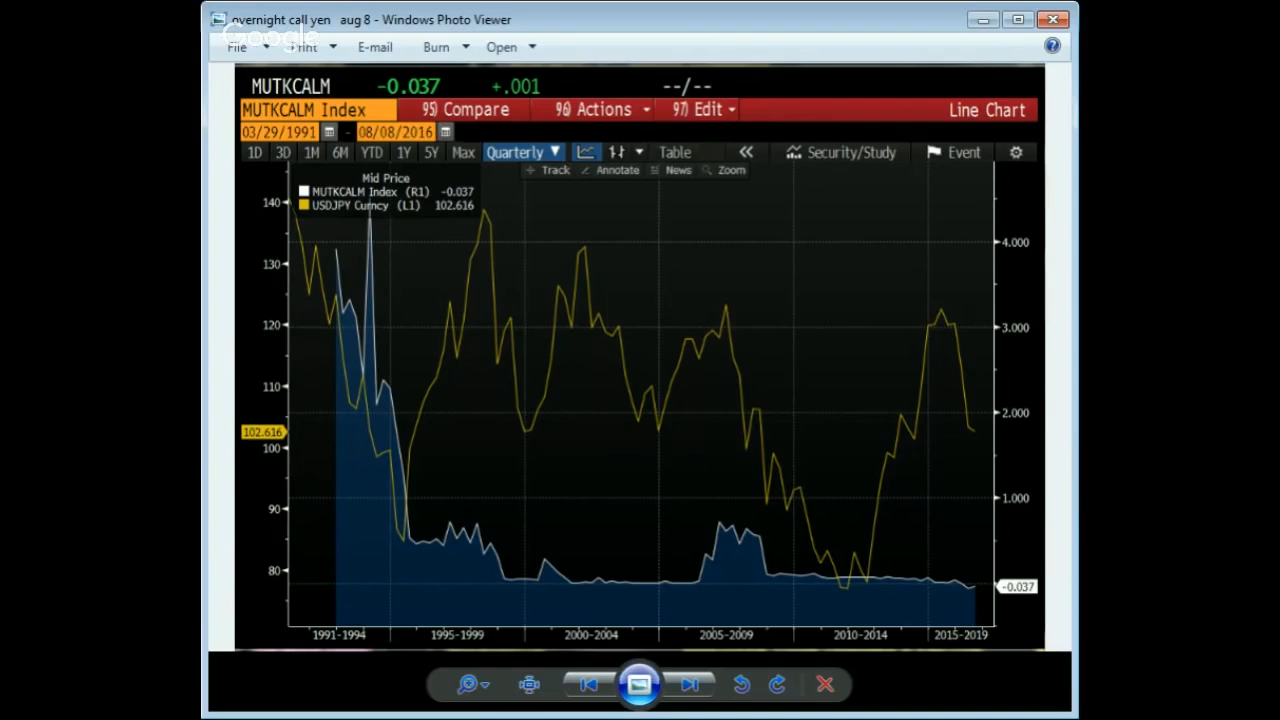 overnight call yen aug 8 - Windows Photo Viewer
Google
File Print E-mail Burn Open
MUTKCALM -0.037 +.001 --/--
MUTKCALM Index 95) Compare 96) Actions 97) Edit Line Chart
03/29/1991 - 08/08/2016
1D 3D 1M 6M YTD 1Y 5Y Max Quarterly ▼ Table « Security/Study Event
Track Annotate News Zoom
Mid Price
MUTKCALM Index (R1) -0.037
USDJPY Curncy (L1) 102.616
140
130
120
110
102.616
100
90
80
4.000
3.000
2.000
1.000
-0.037
1991-1994 1995-1999 2000-2004 2005-2009 2010-2014 2015-2019